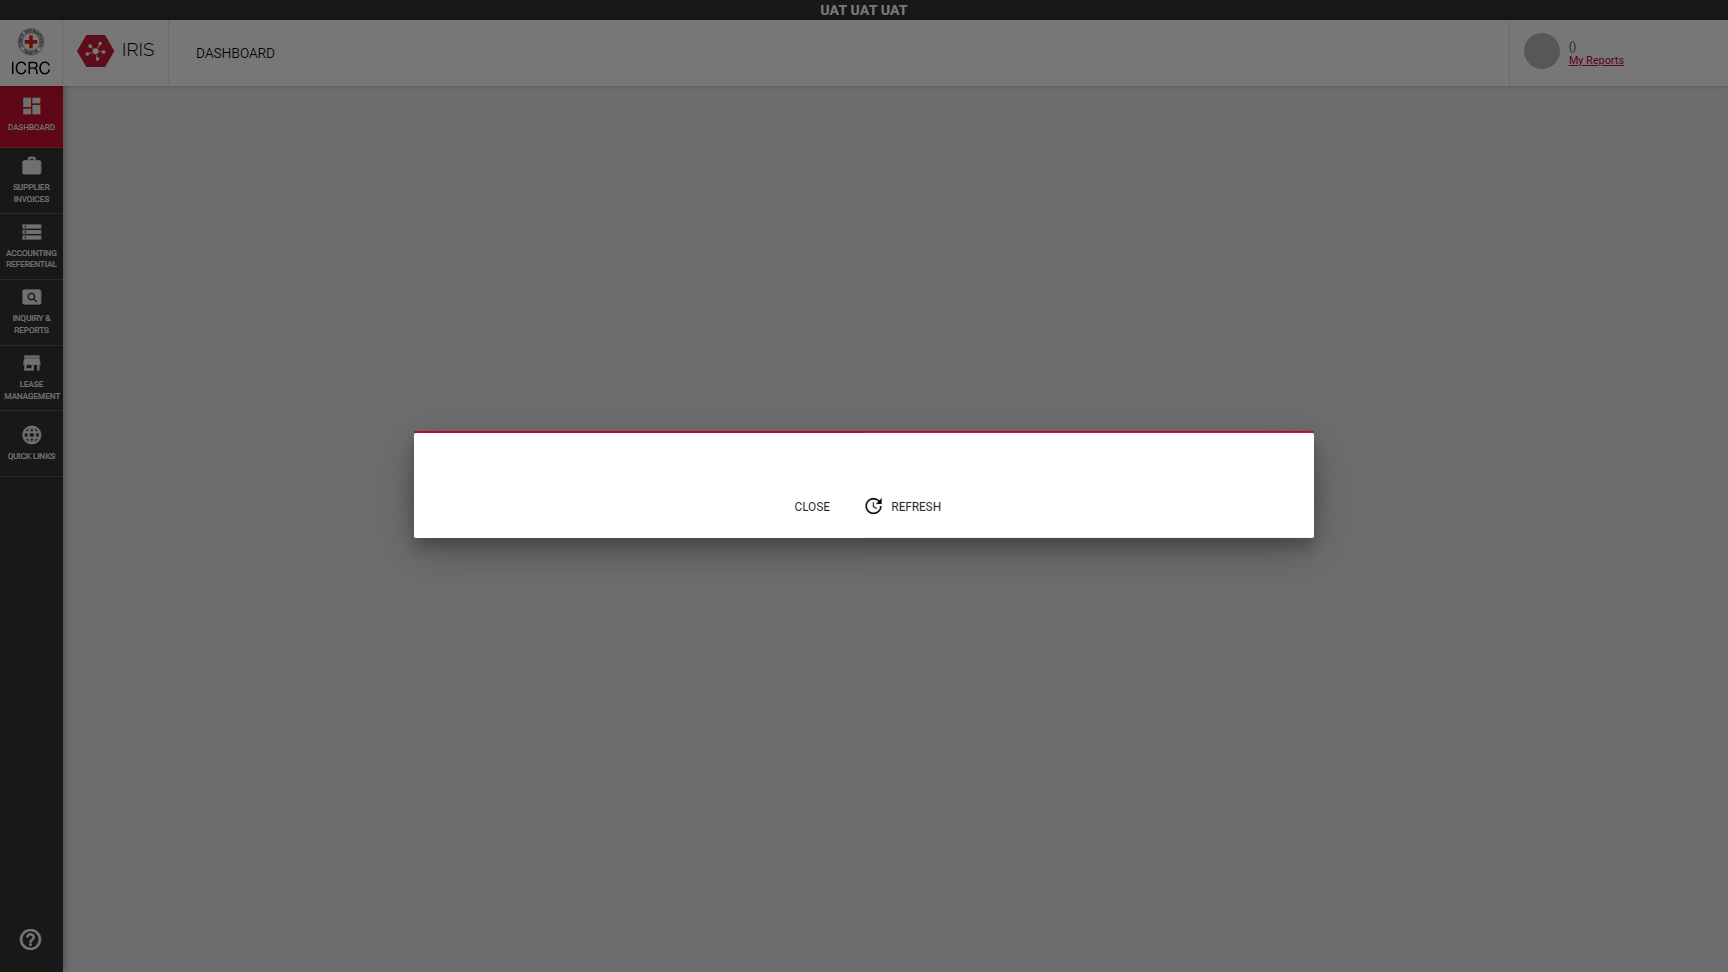 UAT UAT UAT
ICRC
IRIS
DASHBOARD
()
My Reports
DASHBOARD
SUPPLIER
INVOICES
ACCOUNTING
REFERENTIAL
INQUIRY &
REPORTS
LEASE
MANAGEMENT
QUICK LINKS
CLOSE
REFRESH